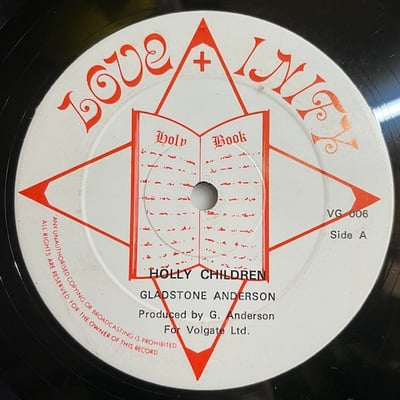 LOVE + INITY
Holy Book
VG 006
Side A
HOLLY CHILDREN
GLADSTONE ANDERSON
Produced by G. Anderson
For Volgate Ltd.
ANY UNAUTHORISED COPYING OR BROADCASTING IS PROHIBITED
ALL RIGHTS ARE RESERVED FOR THE OWNER OF THIS RECORD